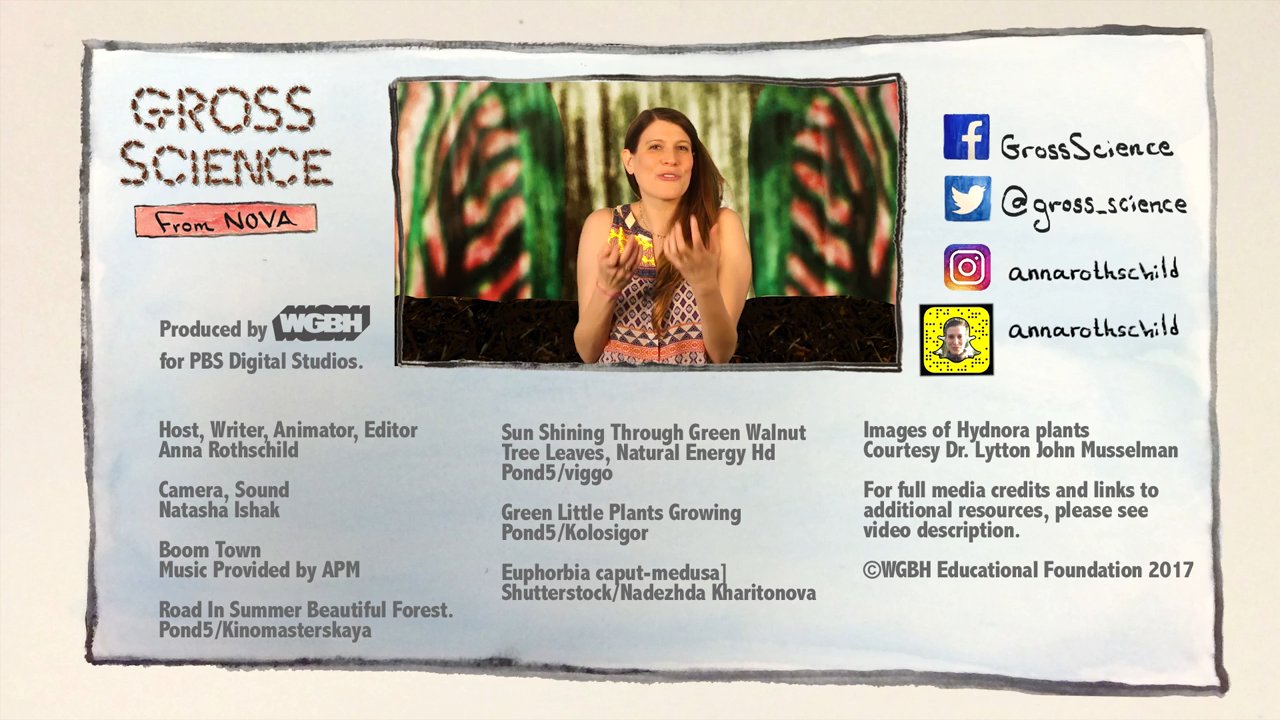 GROSS
SCIENCE
From NOVA
Produced by WGBH
for PBS Digital Studios.
GrossScience
@gross_science
annarothschild
annarothschild
Host, Writer, Animator, Editor
Anna Rothschild
Camera, Sound
Natasha Ishak
Boom Town
Music Provided by APM
Road In Summer Beautiful Forest.
Pond5/Kinomasterskaya
Sun Shining Through Green Walnut
Tree Leaves, Natural Energy Hd
Pond5/viggo
Green Little Plants Growing
Pond5/Kolosigor
Euphorbia caput-medusa]
Shutterstock/Nadezhda Kharitonova
Images of Hydnora plants
Courtesy Dr. Lytton John Musselman
For full media credits and links to
additional resources, please see
video description.
©WGBH Educational Foundation 2017